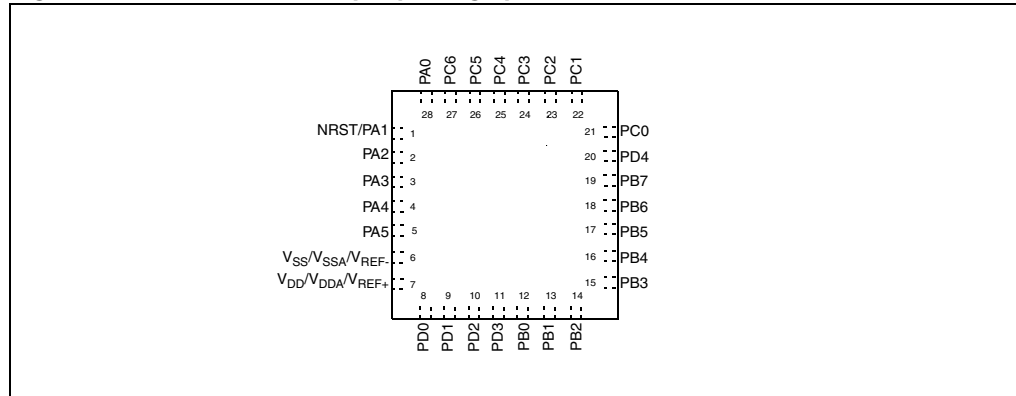 PA0 PC6 PC5 PC4 PC3 PC2 PC1
28 27 26 25 24 23 22
NRST/PA1 1
PA2 2
PA3 3
PA4 4
PA5 5
VSS/VSSA/VREF- 6
VDD/VDDA/VREF+ 7
21 PC0
20 PD4
19 PB7
18 PB6
17 PB5
16 PB4
15 PB3
8 9 10 11 12 13 14
PD0 PD1 PD2 PD3 PB0 PB1 PB2